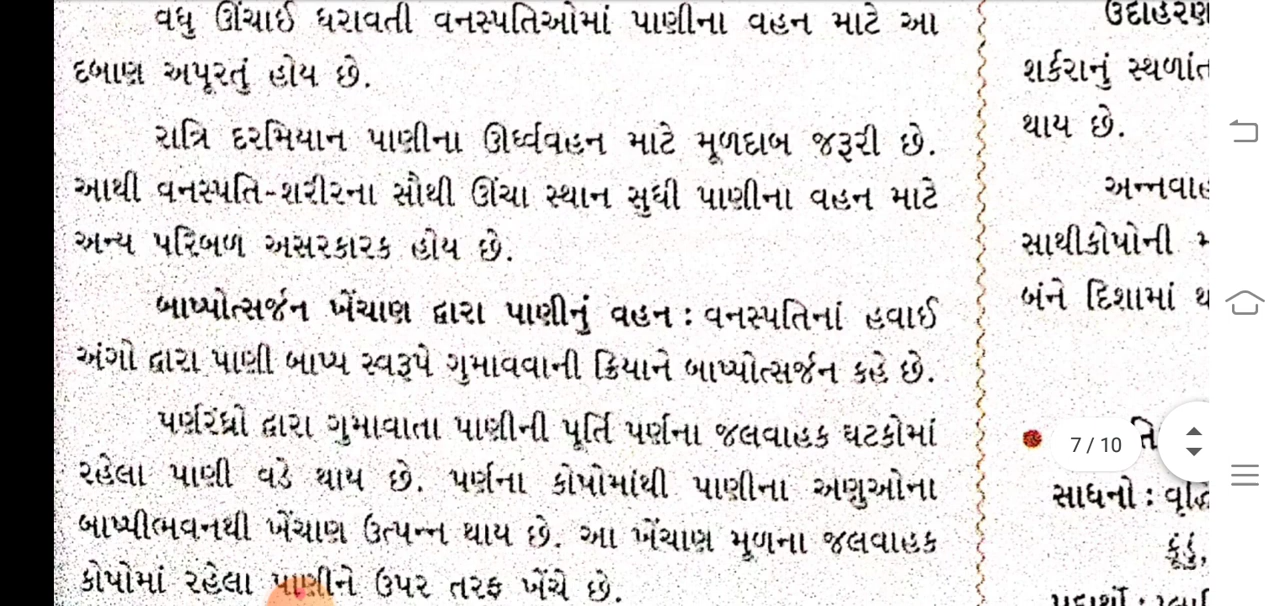 વધુ ઊંચાઈ ધરાવતી વનસ્પતિઓમાં પાણીના વહન માટે આ
દબાણ અપૂરતું હોય છે.
રાત્રિ દરમિયાન પાણીના ઊર્ધ્વવહન માટે મૂળદાબ જરૂરી છે.
આથી વનસ્પતિ-શરીરના સૌથી ઊંચા સ્થાન સુધી પાણીના વહન માટે
અન્ય પરિબળ અસરકારક હોય છે.
બાષ્પોત્સર્જન ખેંચાણ દ્વારા પાણીનું વહન : વનસ્પતિનાં હવાઈ
અંગો દ્વારા પાણી બાષ્પ સ્વરૂપે ગુમાવવાની ક્રિયાને બાષ્પોત્સર્જન કહે છે.
પર્ણરંધ્રો દ્વારા ગુમાવાતા પાણીની પૂર્તિ પર્ણના જલવાહક ઘટકોમાં
રહેલા પાણી વડે થાય છે. પર્ણના કોષોમાંથી પાણીના અણુઓના
બાષ્પીભવનથી ખેંચાણ ઉત્પન્ન થાય છે. આ ખેંચાણ મૂળના જલવાહક
કોષોમાં રહેલા પાણીને ઉપર તરફ ખેંચે છે.
ઉદાહરણ
શર્કરાનું સ્થળાંત
થાય છે.
અન્નવાહ
સાથીકોષોની
બંને દિશામાં થ
7 / 10
સાધનો : વૃદ્ધિ
કૂંડું,